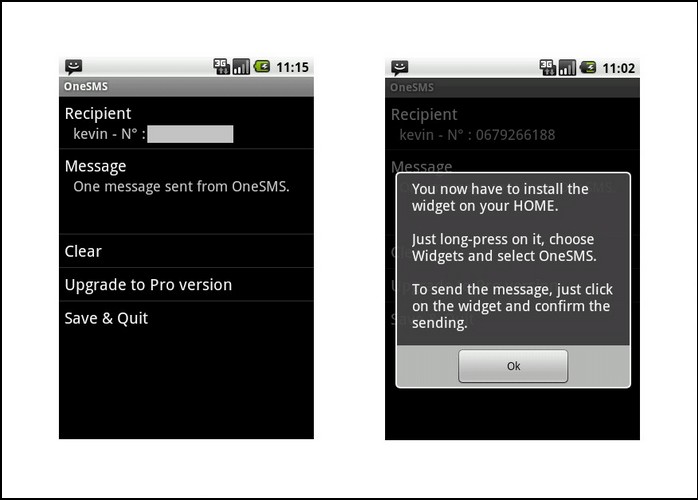 3G
11:15
OneSMS
Recipient
kevin - N° :
Message
One message sent from OneSMS.
Clear
Upgrade to Pro version
Save & Quit
3G
11:02
OneSMS
Recipient
kevin - N° : 0679266188
Message
You now have to install the
widget on your HOME.
Just long-press on it, choose
Widgets and select OneSMS.
To send the message, just click
on the widget and confirm the
sending.
Ok